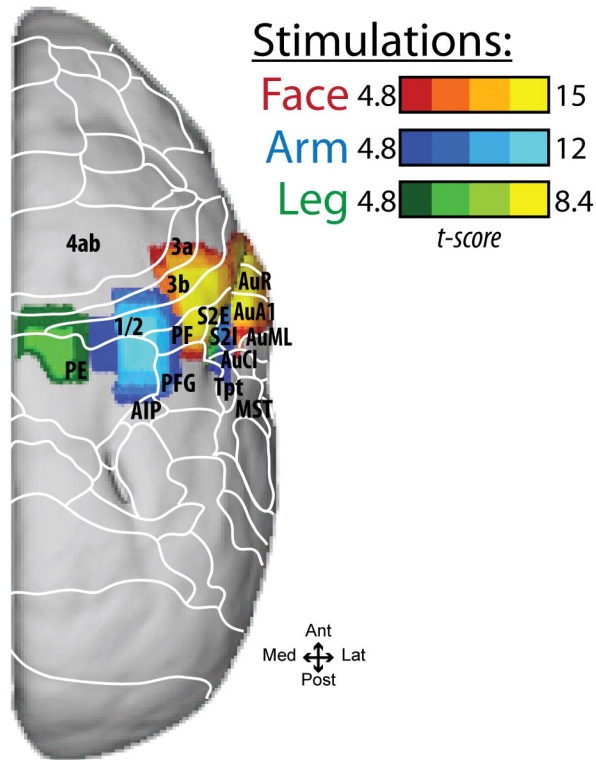 Stimulations:
Face 4.8 15
Arm 4.8 12
Leg 4.8 8.4
t-score
4ab
3a
3b
AuR
AuA1
S2E
1/2
PF
S2I
AuML
AuCl
PE
PFG
Tpt
AIP
MST
Ant
Med Lat
Post